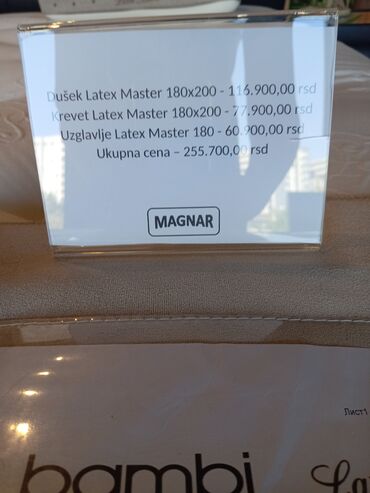 Dušek Latex Master 180x200 - 116.900,00 rsd
Krevet Latex Master 180x200 - 77.900,00 rsd
Uzglavlje Latex Master 180 - 60.900,00 rsd
Ukupna cena – 255.700,00 rsd
MAGNAR
Лист1
bambi